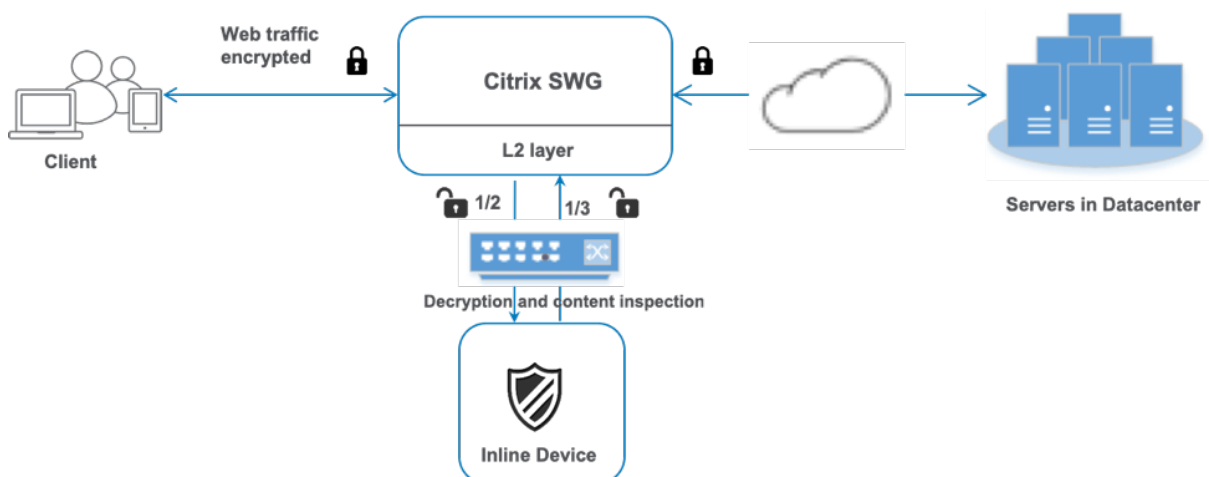 Web traffic
encrypted
Citrix SWG
L2 layer
Client
1/2
1/3
Servers in Datacenter
Decryption and content inspection
Inline Device